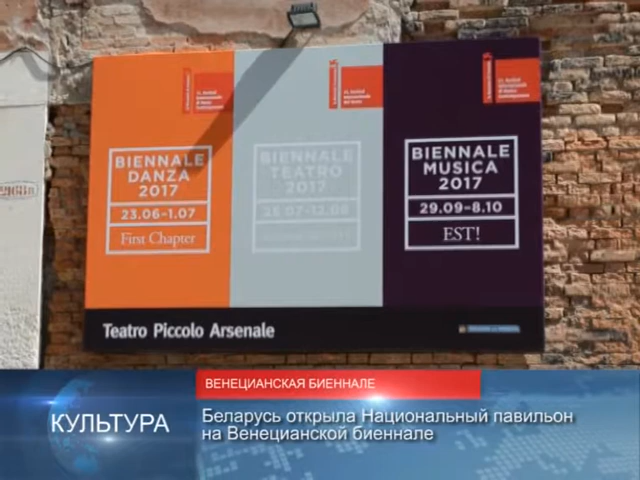 BIENNALE
DANZA
2017
23.06–1.07
First Chapter
BIENNALE
TEATRO
2017
BIENNALE
MUSICA
2017
29.09–8.10
EST!
Teatro Piccolo Arsenale
ВЕНЕЦИАНСКАЯ БИЕННАЛЕ
КУЛЬТУРА
Беларусь открыла Национальный павильон
на Венецианской биеннале